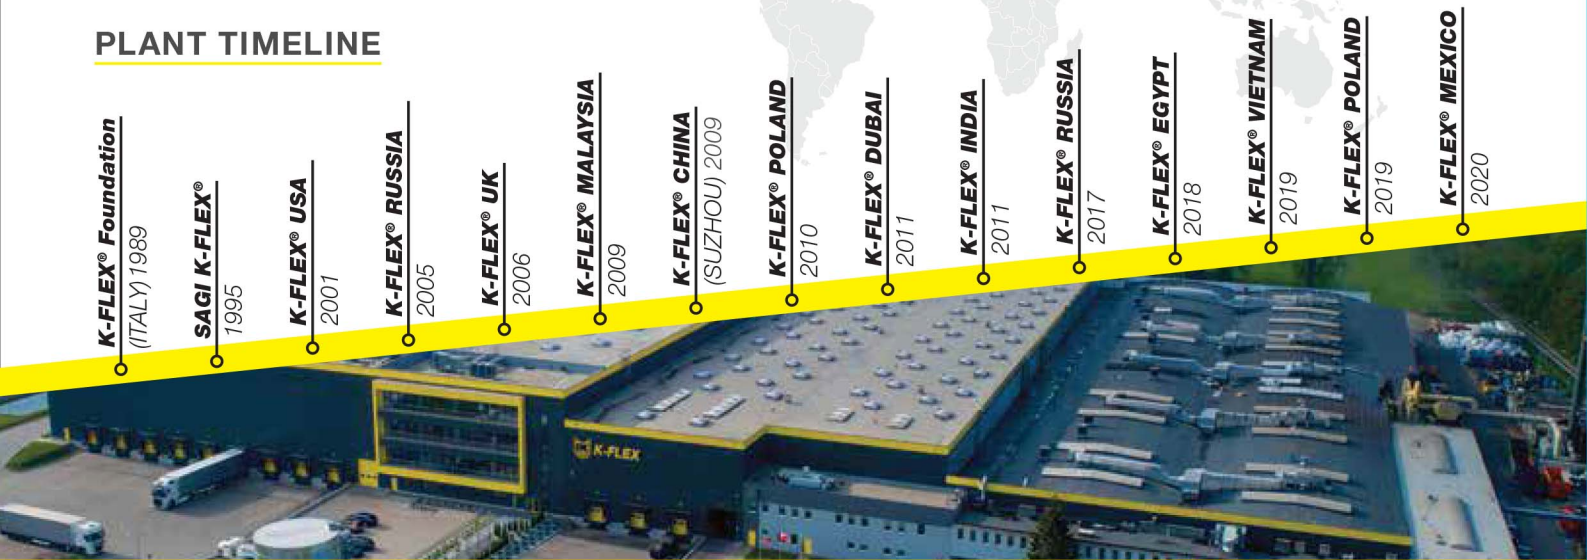 PLANT TIMELINE
K-FLEX® Foundation
(ITALY) 1989
SAGI K-FLEX®
1995
K-FLEX® USA
2001
K-FLEX® RUSSIA
2005
K-FLEX® UK
2006
K-FLEX® MALAYSIA
2009
K-FLEX® CHINA
(SUZHOU) 2009
K-FLEX® POLAND
2010
K-FLEX® DUBAI
2011
K-FLEX® INDIA
2011
K-FLEX® RUSSIA
2017
K-FLEX® EGYPT
2018
K-FLEX® VIETNAM
2019
K-FLEX® POLAND
2019
K-FLEX® MEXICO
2020
K-FLEX